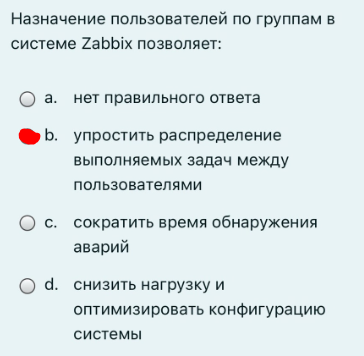 Назначение пользователей по группам в
системе Zabbix позволяет:
a. нет правильного ответа
b. упростить распределение
выполняемых задач между
пользователями
c. сократить время обнаружения
аварий
d. снизить нагрузку и
оптимизировать конфигурацию
системы